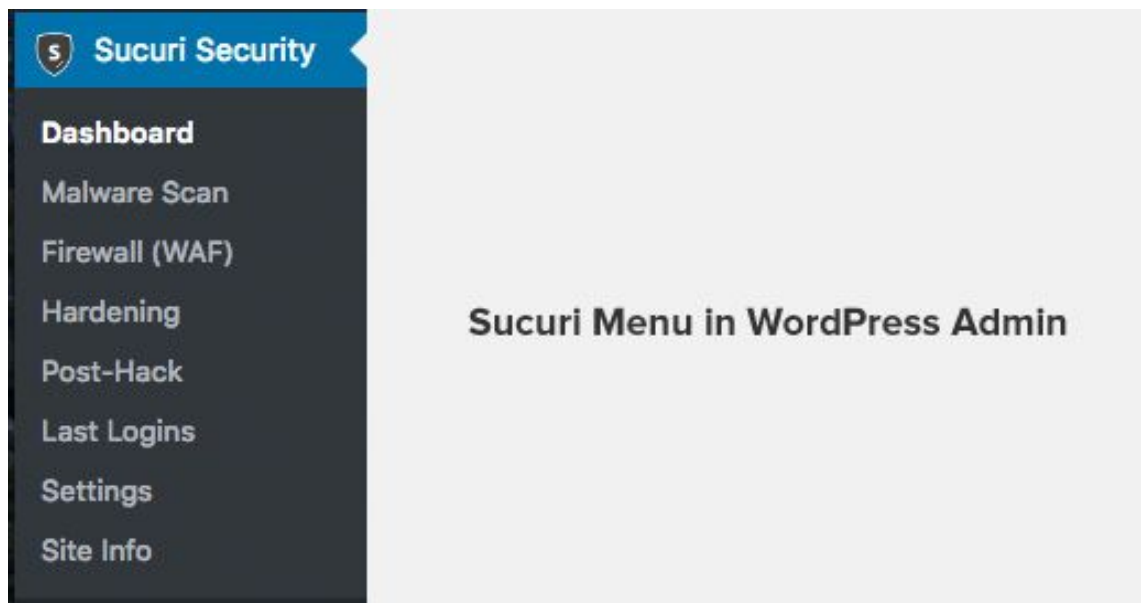 Sucuri Security
Dashboard
Malware Scan
Firewall (WAF)
Hardening
Post-Hack
Last Logins
Settings
Site Info
Sucuri Menu in WordPress Admin